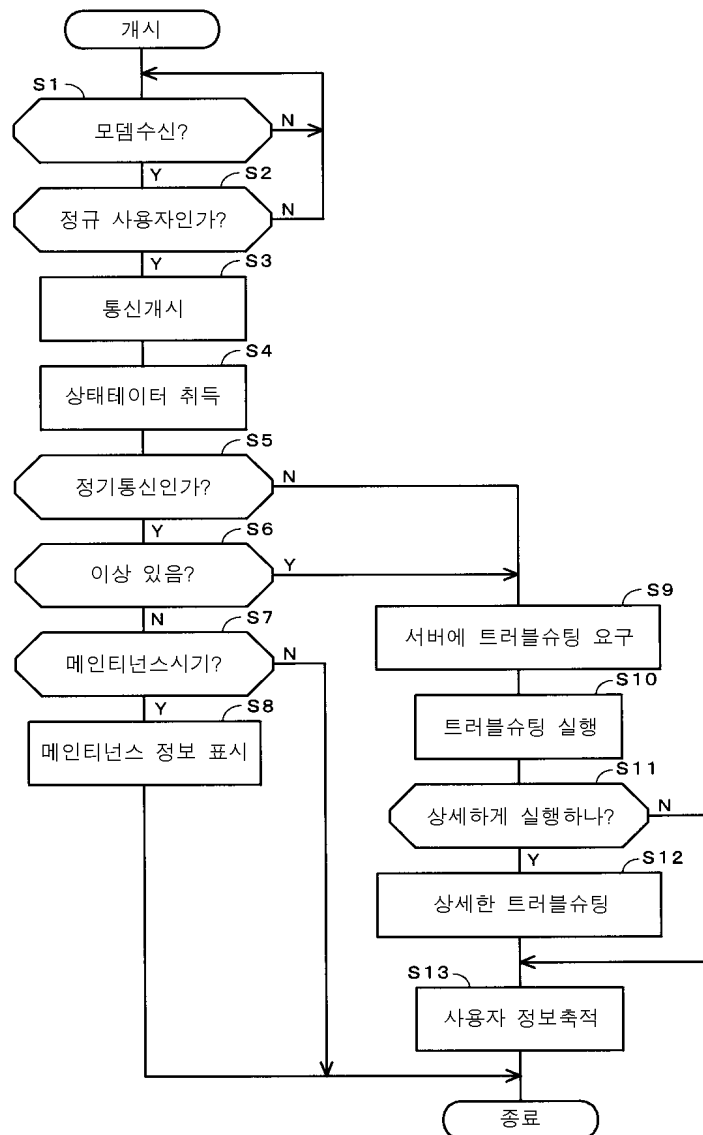 개시
S1
모뎀수신?
N
Y
S2
정규 사용자인가?
N
Y
S3
통신개시
S4
상태테이터 취득
S5
정기통신인가?
N
Y
S6
이상 있음?
Y
N
S7
메인티넌스시기?
N
Y
S8
메인티넌스 정보 표시
S9
서버에 트러블슈팅 요구
S10
트러블슈팅 실행
S11
상세하게 실행하나?
N
Y
S12
상세한 트러블슈팅
S13
사용자 정보축적
종료